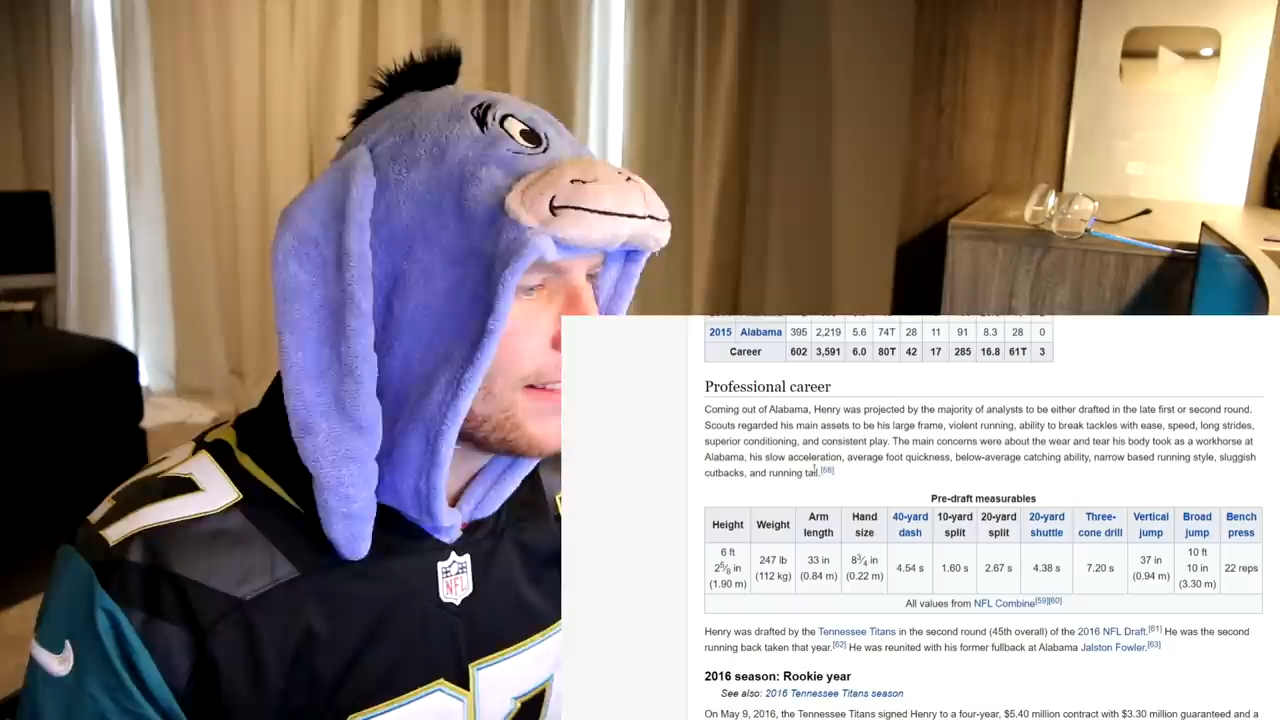 2015 Alabama 395 2,219 5.6 74T 28 11 91 8.3 28 0
Career 602 3,591 6.0 80T 42 17 285 16.8 61T 3
Professional career
Coming out of Alabama, Henry was projected by the majority of analysts to be either drafted in the late first or second round.
Scouts regarded his main assets to be his large frame, violent running, ability to break tackles with ease, speed, long strides,
superior conditioning, and consistent play. The main concerns were about the wear and tear his body took as a workhorse at
Alabama, his slow acceleration, average foot quickness, below-average catching ability, narrow based running style, sluggish
cutbacks, and running tall.[58]
Pre-draft measurables
Height Weight Arm length Hand size 40-yard dash 10-yard split 20-yard split 20-yard shuttle Three-cone drill Vertical jump Broad jump Bench press
6 ft 2 5/8 in (1.90 m) 247 lb (112 kg) 33 in (0.84 m) 8 3/4 in (0.22 m) 4.54 s 1.60 s 2.67 s 4.38 s 7.20 s 37 in (0.94 m) 10 ft 10 in (3.30 m) 22 reps
All values from NFL Combine[59][60]
Henry was drafted by the Tennessee Titans in the second round (45th overall) of the 2016 NFL Draft.[61] He was the second
running back taken that year.[62] He was reunited with his former fullback at Alabama Jalston Fowler.[63]
2016 season: Rookie year
See also: 2016 Tennessee Titans season
On May 9, 2016, the Tennessee Titans signed Henry to a four-year, $5.40 million contract with $3.30 million guaranteed and a
7
NFL